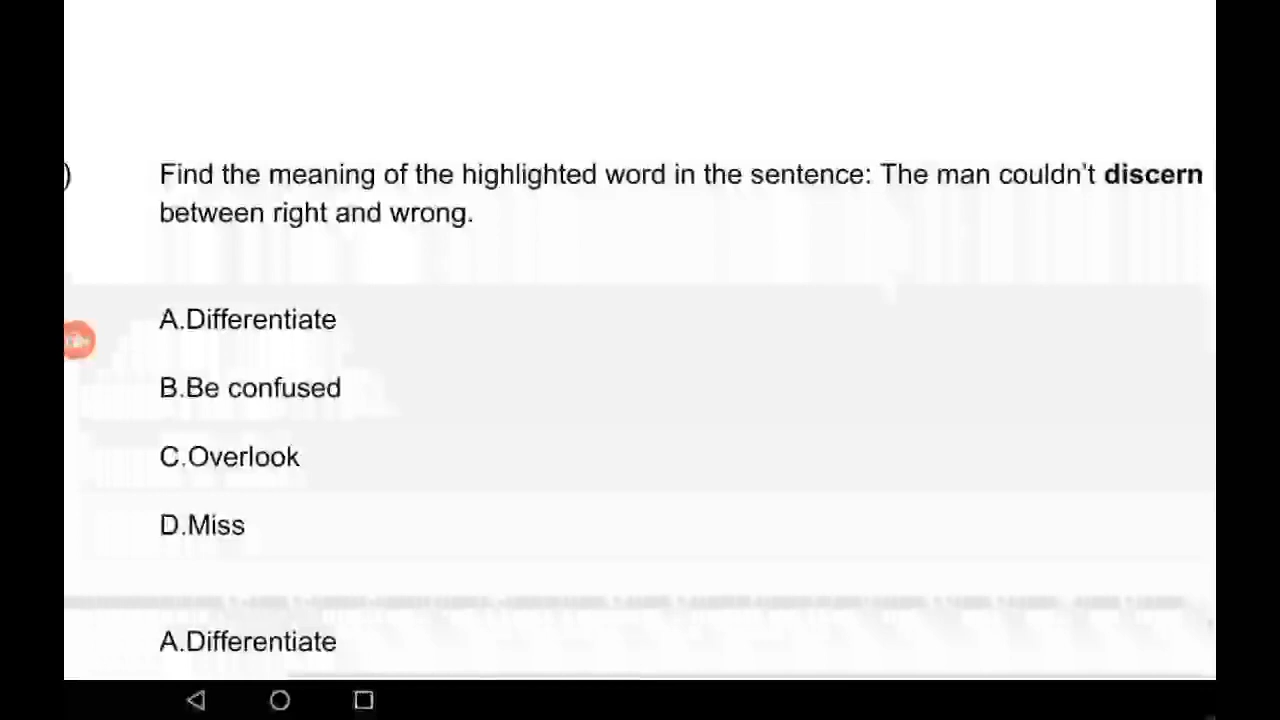 )
Find the meaning of the highlighted word in the sentence: The man couldn't discern
between right and wrong.
A.Differentiate
B.Be confused
C.Overlook
D.Miss
A.Differentiate